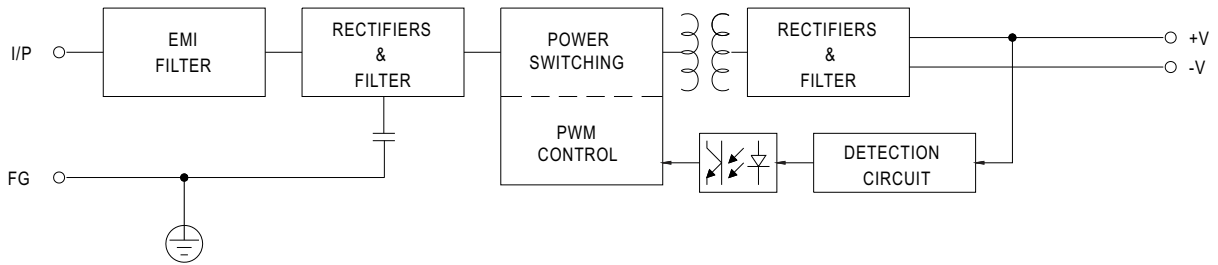 I/P
EMI
FILTER
RECTIFIERS
&
FILTER
POWER
SWITCHING
PWM
CONTROL
RECTIFIERS
&
FILTER
+V
-V
DETECTION
CIRCUIT
FG